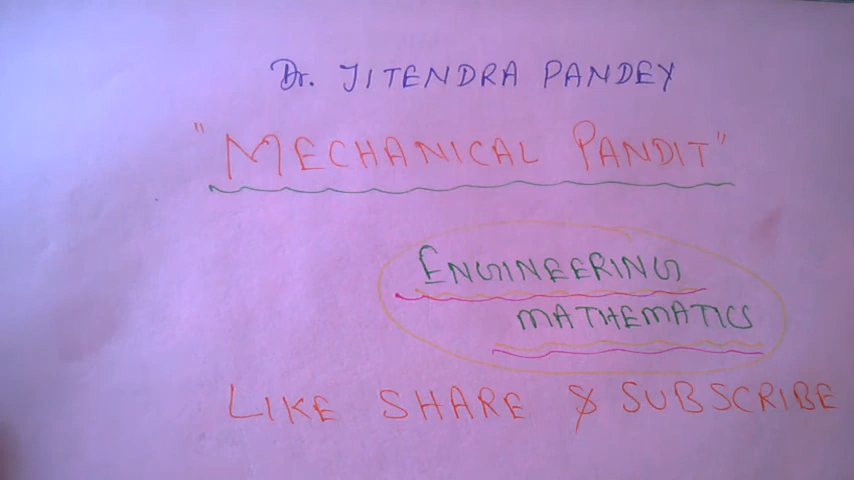 Dr. JITENDRA PANDEY
"MECHANICAL PANDIT"
ENGINEERING
MATHEMATICS
LIKE SHARE & SUBSCRIBE